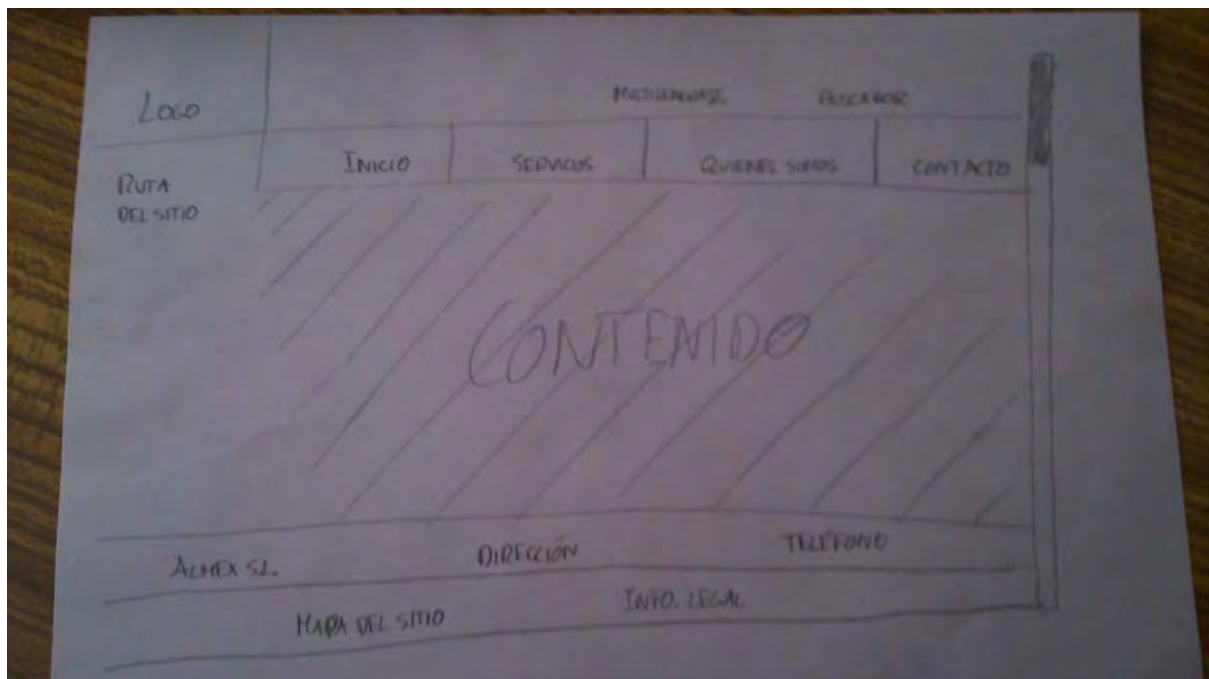 LOGO
MULTILENGUAJE
BUSCADOR
INICIO
SERVICIOS
QUIENES SOMOS
CONTACTO
RUTA
DEL SITIO
CONTENIDO
ALMEX S.L.
DIRECCIÓN
TELÉFONO
MAPA DEL SITIO
INFO. LEGAL